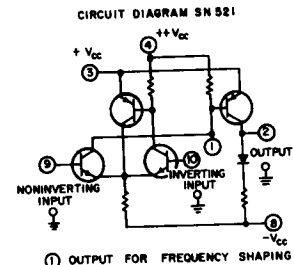 CIRCUIT DIAGRAM SN 521
++ Vcc
4
+ Vcc
3
2
1
OUTPUT
9
10
NONINVERTING
INPUT
INVERTING
INPUT
8
-Vcc
1 OUTPUT FOR FREQUENCY SHAPING